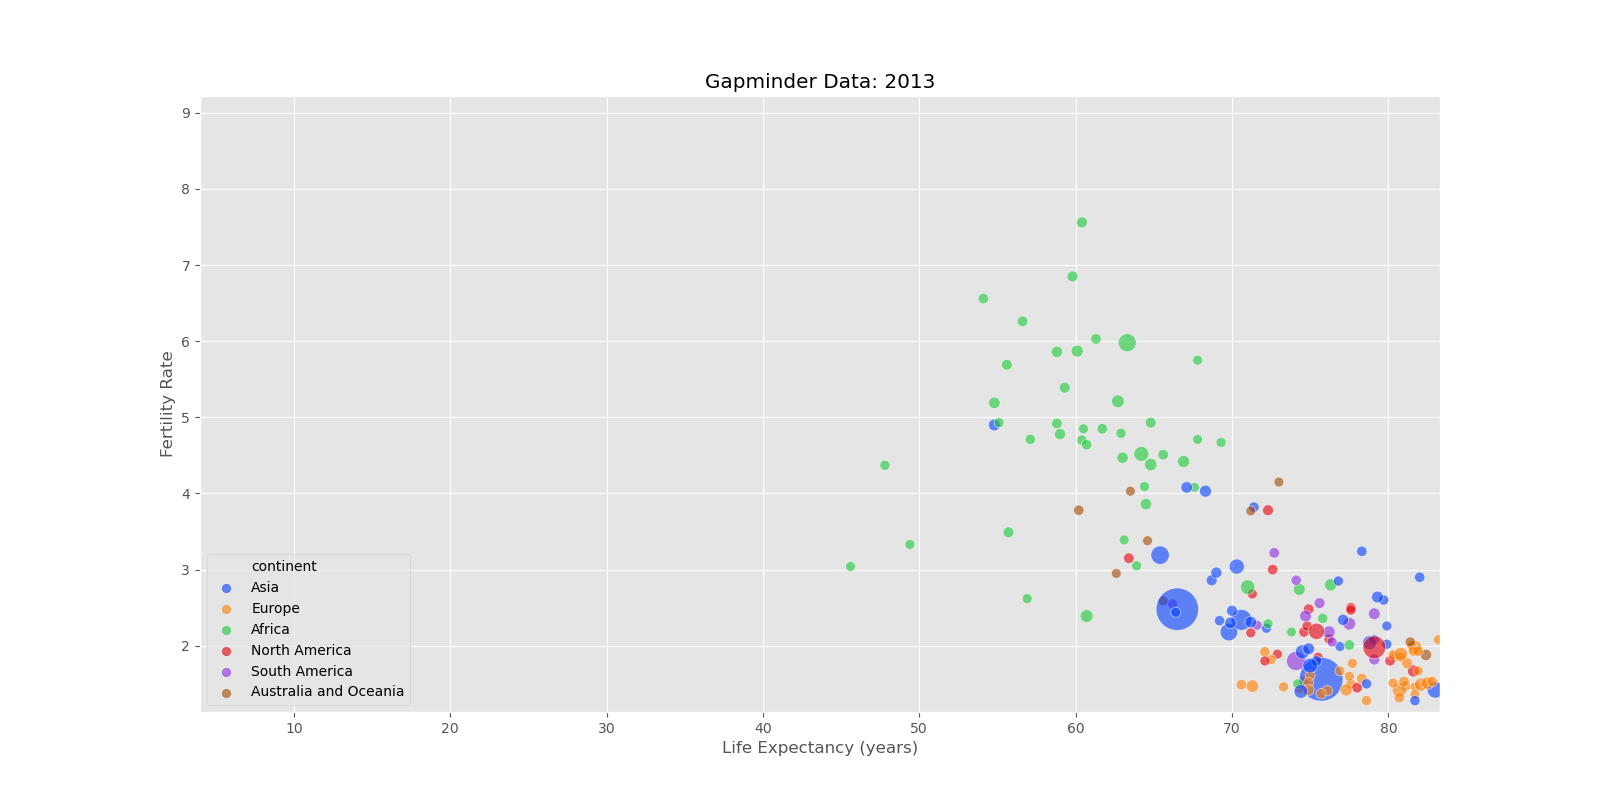 Gapminder Data: 2013
9
8
7
6
5
4
3
2
Fertility Rate
continent
Asia
Europe
Africa
North America
South America
Australia and Oceania
10 20 30 40 50 60 70 80
Life Expectancy (years)